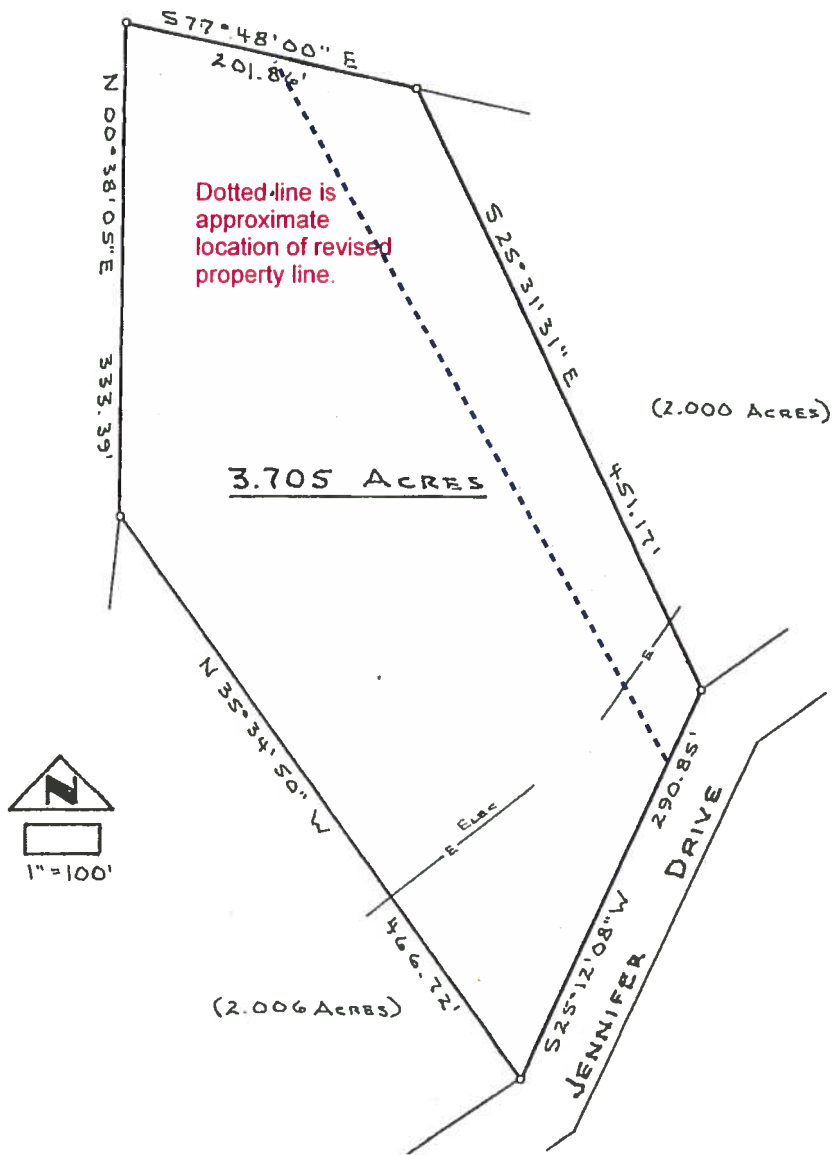 S 77° 48' 00" E
201.86'
N 00° 38' 05" E
333.39'
Dotted line is
approximate
location of revised
property line.
S 25° 31' 31" E
451.17'
(2.000 ACRES)
3.705 ACRES
E
N 35° 34' 50" W
466.72'
E ELEC
290.85'
S 25° 12' 08" W
JENNIFER DRIVE
N
1" = 100'
(2.006 ACRES)